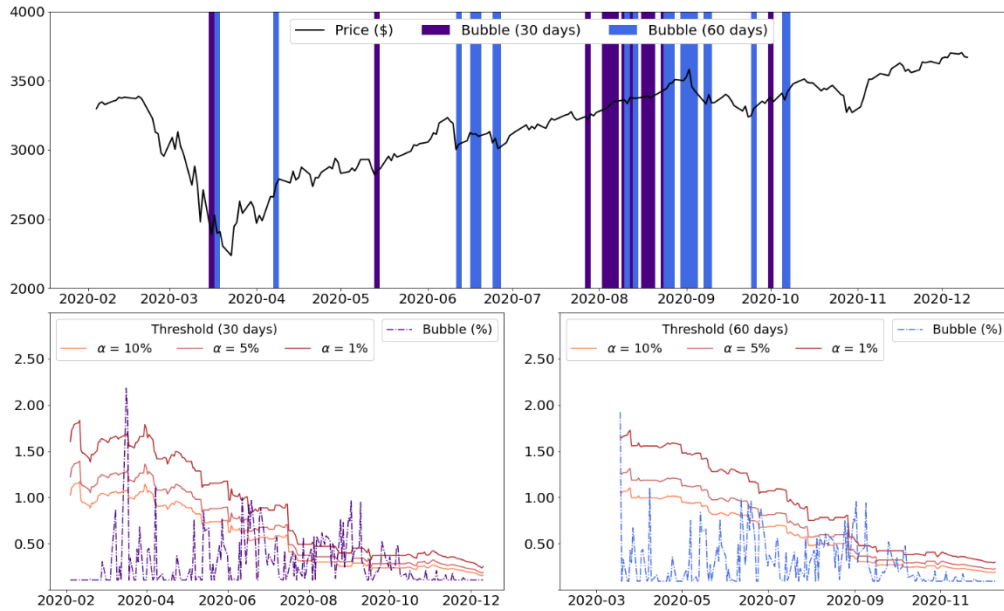 4000
Price ($) Bubble (30 days) Bubble (60 days)
3500
3000
2500
2000
2020-02 2020-03 2020-04 2020-05 2020-06 2020-07 2020-08 2020-09 2020-10 2020-11 2020-12
Threshold (30 days)
α = 10% α = 5% α = 1%
Bubble (%)
2.50
2.00
1.50
1.00
0.50
2020-02 2020-04 2020-06 2020-07 2020-09 2020-10 2020-12
Threshold (60 days)
α = 10% α = 5% α = 1%
Bubble (%)
2.50
2.00
1.50
1.00
0.50
2020-03 2020-05 2020-07 2020-08 2020-09 2020-11